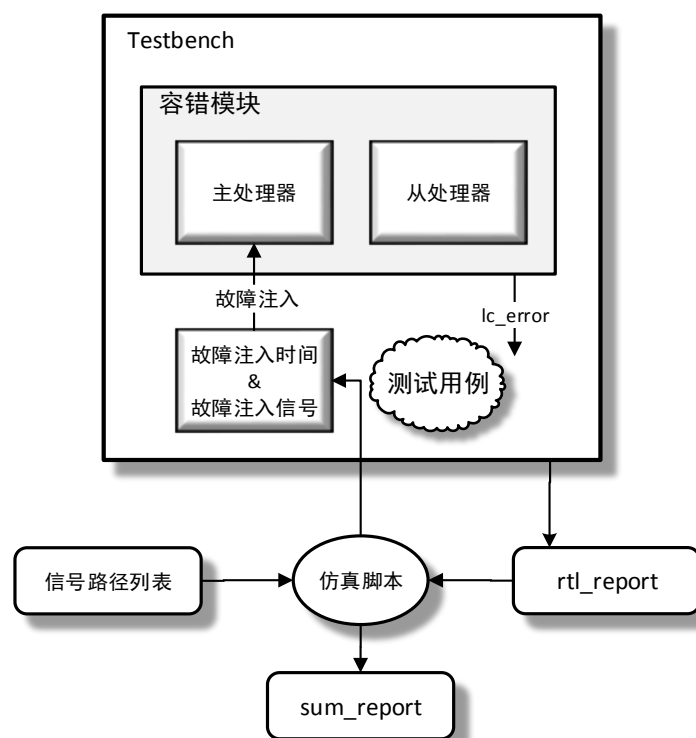 Testbench
容错模块
主处理器
从处理器
故障注入
lc_error
故障注入时间
&
故障注入信号
测试用例
信号路径列表
仿真脚本
rtl_report
sum_report